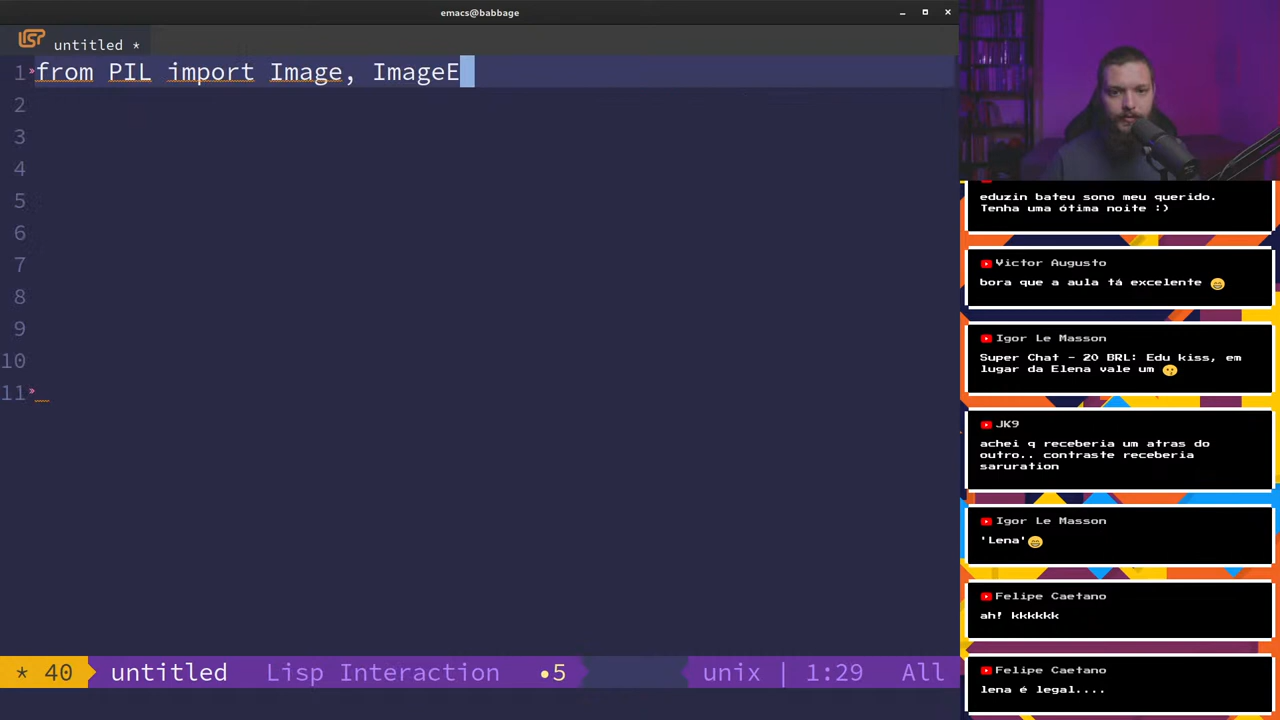 emacs@babbage
LISP untitled *
1 from PIL import Image, ImageE
2
3
4
5
6
7
8
9
10
11
* 40 untitled Lisp Interaction •5 unix | 1:29 All
eduzin bateu sono meu querido.
Tenha uma ótima noite :)
Victor Augusto
bora que a aula tá excelente 😁
Igor Le Masson
Super Chat - 20 BRL: Edu kiss, em
lugar da Elena vale um 😗
JK9
achei q receberia um atras do
outro.. contraste receberia
saruration
Igor Le Masson
'Lena'😁
Felipe Caetano
ah! kkkkkk
Felipe Caetano
lena é legal....